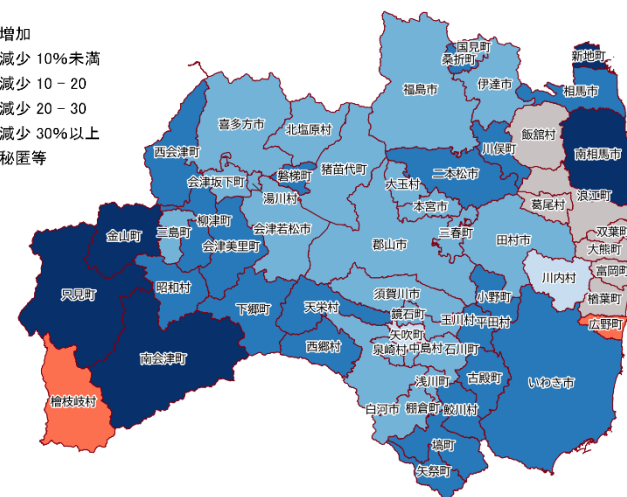 増加
減少 10%未満
減少 10 - 20
減少 20 - 30
減少 30%以上
秘匿等
国見町
桑折町
新地町
福島市
伊達市
相馬市
喜多方市
北塩原村
飯舘村
西会津町
川俣町
南相馬市
磐梯町
猪苗代町
二本松市
会津坂下町
大玉村
湯川村
本宮市
葛尾村
浪江町
柳津町
金山町
三島町
会津若松市
三春町
田村市
双葉町
会津美里町
郡山市
大熊町
川内村
富岡町
昭和村
只見町
須賀川市
小野町
楢葉町
下郷町
天栄村
鏡石町
玉川村
平田村
広野町
矢吹町
西郷村
泉崎村
中島村
石川町
南会津町
浅川町
古殿町
いわき市
檜枝岐村
白河市
棚倉町
鮫川村
塙町
矢祭町